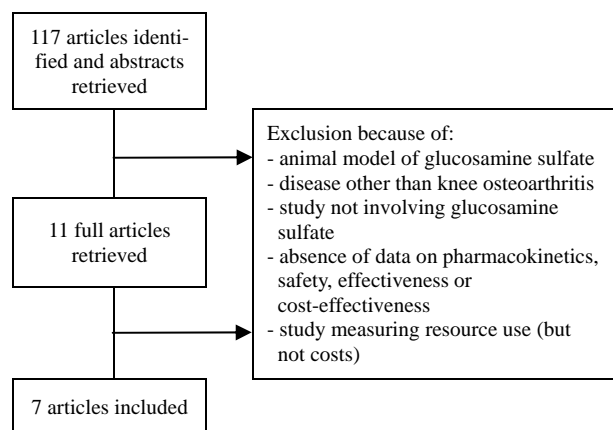 117 articles identi-
fied and abstracts
retrieved
Exclusion because of:
- animal model of glucosamine sulfate
- disease other than knee osteoarthritis
- study not involving glucosamine
sulfate
- absence of data on pharmacokinetics,
safety, effectiveness or
cost-effectiveness
- study measuring resource use (but
not costs)
11 full articles
retrieved
7 articles included